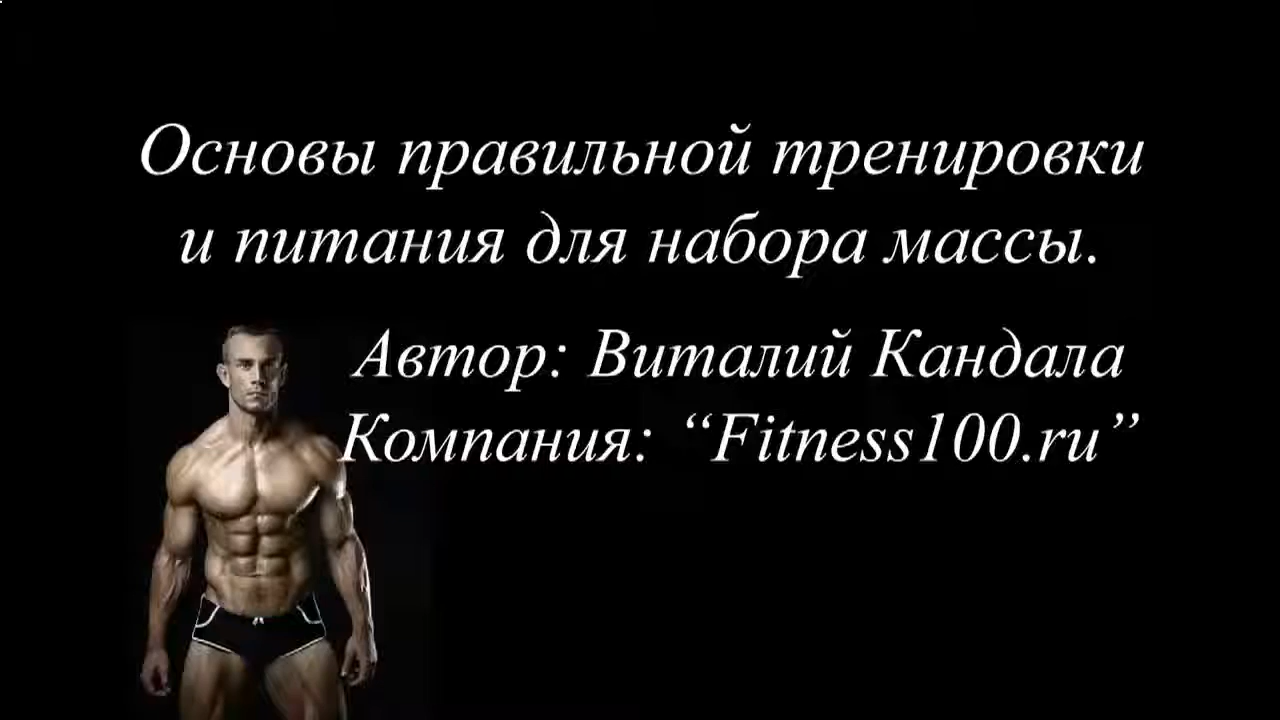 Основы правильной тренировки
и питания для набора массы.
Автор: Виталий Кандала
Компания: “Fitness100.ru”